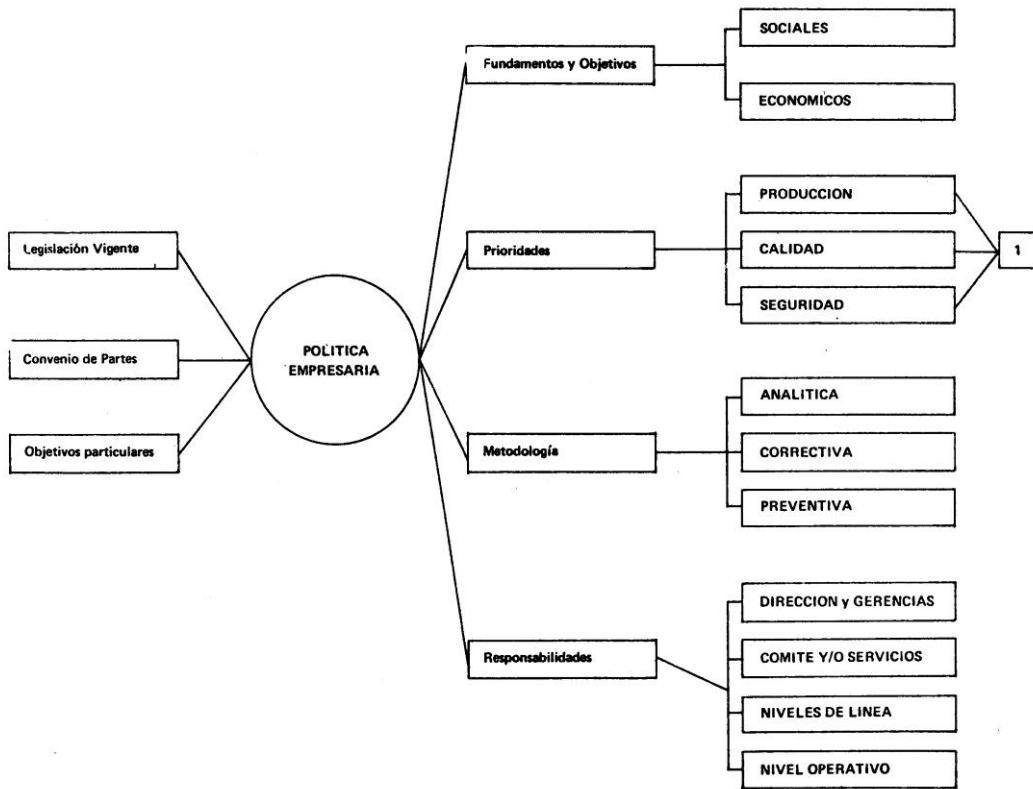 SOCIALES
Fundamentos y Objetivos
ECONOMICOS
PRODUCCION
Legislación Vigente
Prioridades
CALIDAD
1
SEGURIDAD
POLITICA
EMPRESARIA
Convenio de Partes
ANALITICA
Objetivos particulares
Metodología
CORRECTIVA
PREVENTIVA
DIRECCION y GERENCIAS
Responsabilidades
COMITE Y/O SERVICIOS
NIVELES DE LINEA
NIVEL OPERATIVO